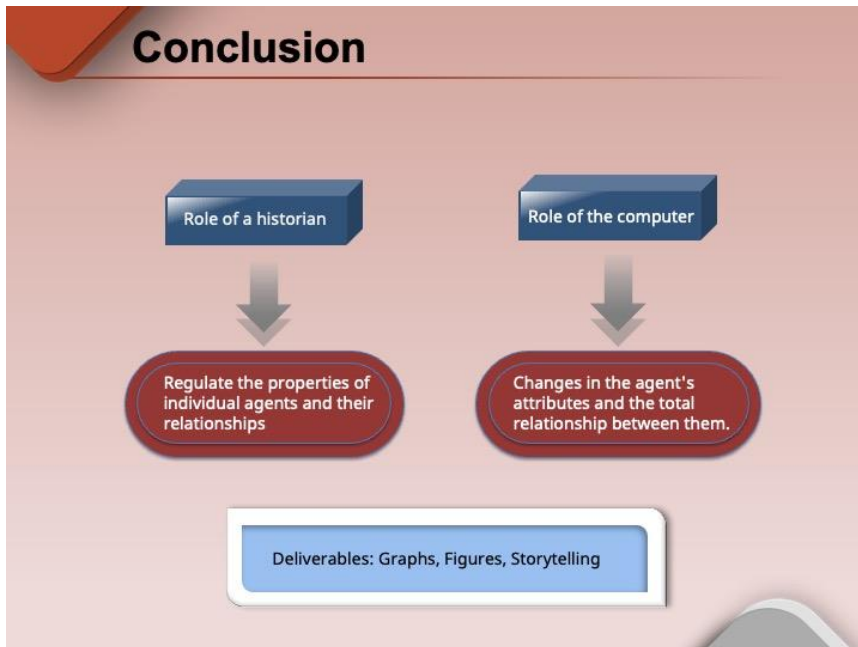 Conclusion
Role of a historian
Role of the computer
Regulate the properties of
individual agents and their
relationships
Changes in the agent's
attributes and the total
relationship between them.
Deliverables: Graphs, Figures, Storytelling